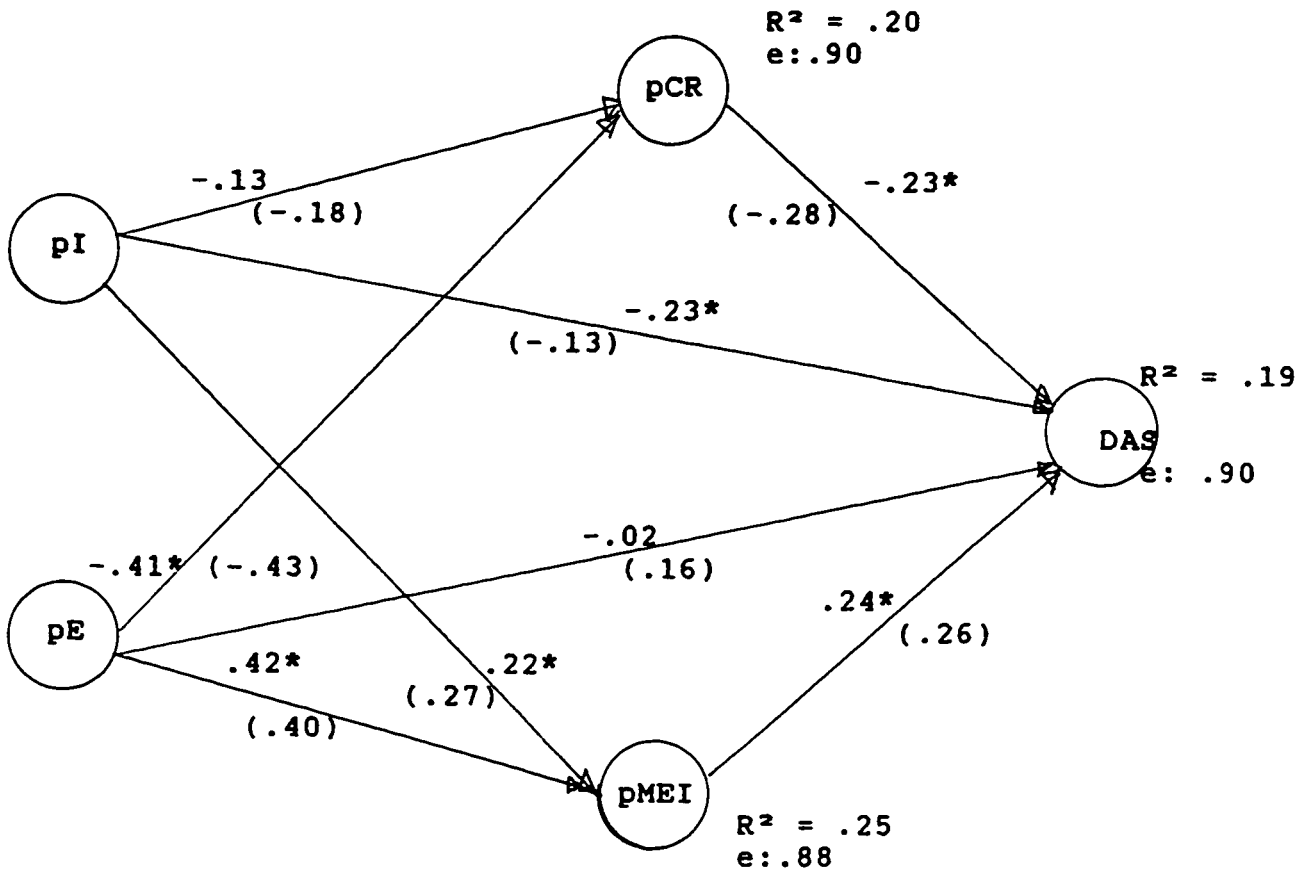 R² = .20
e:.90
pCR
-.13
(-.18)
-.23*
(-.28)
pI
-.23*
(-.13)
R² = .19
DAS
e: .90
-.02
(.16)
-.41* (-.43)
.24*
(.26)
pE
.42*
(.40)
.22*
(.27)
pMEI
R² = .25
e:.88